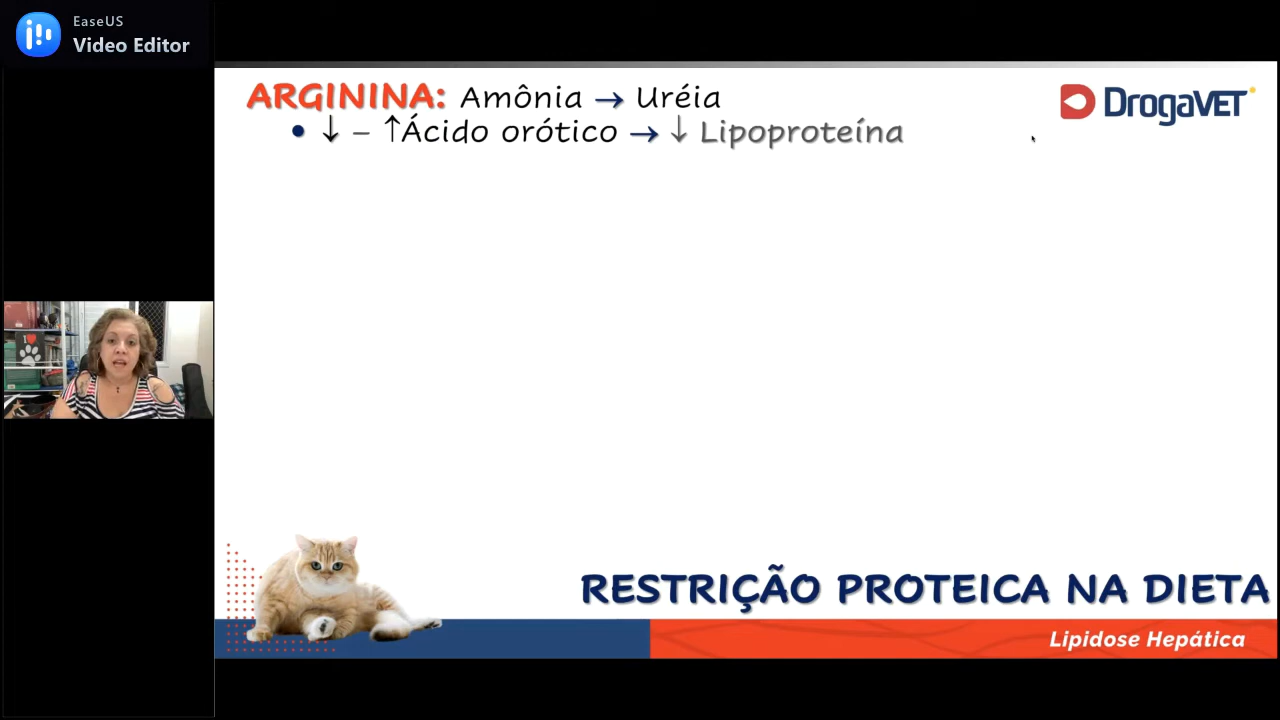 EaseUS
Video Editor
ARGININA: Amônia → Uréia
• ↓ – ↑Ácido orótico → ↓ Lipoproteína
DrogaVET
I ❤
RESTRIÇÃO PROTEICA NA DIETA
Lipidose Hepática